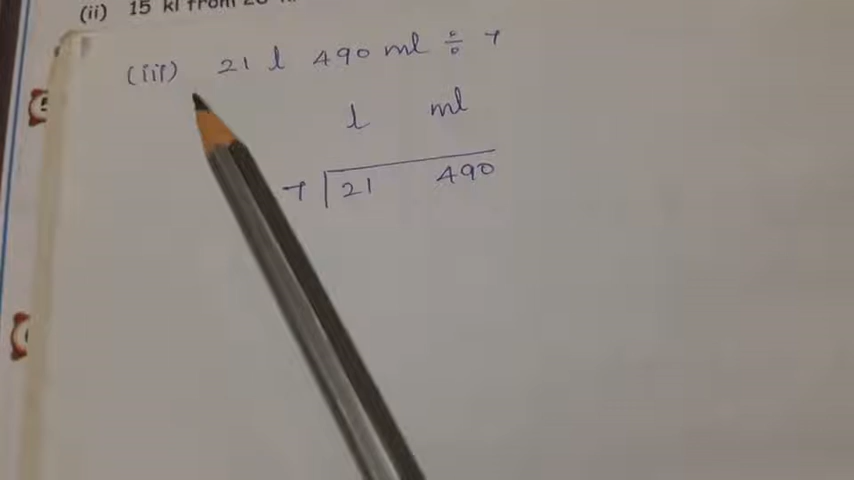 (ii) 15 kl from
(iii) 21 l 490 ml ÷ 7
l ml
7 21 490